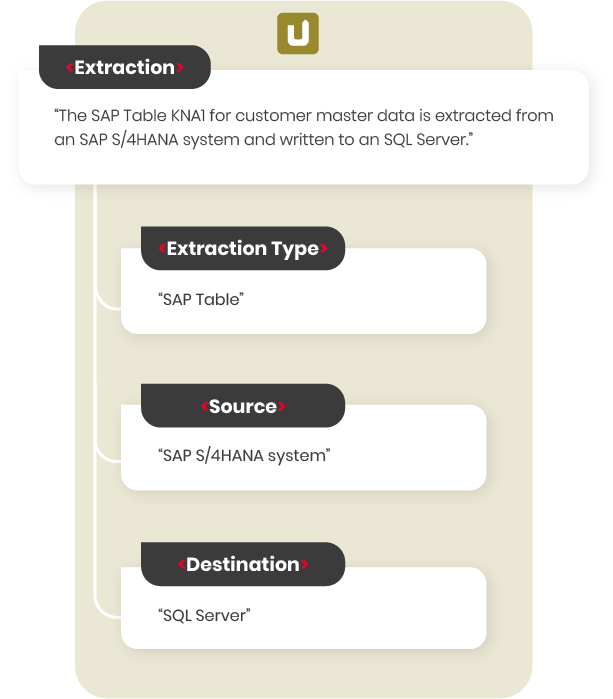 U
<Extraction>
“The SAP Table KNA1 for customer master data is extracted from
an SAP S/4HANA system and written to an SQL Server.”
<Extraction Type>
“SAP Table”
<Source>
“SAP S/4HANA system”
<Destination>
“SQL Server”